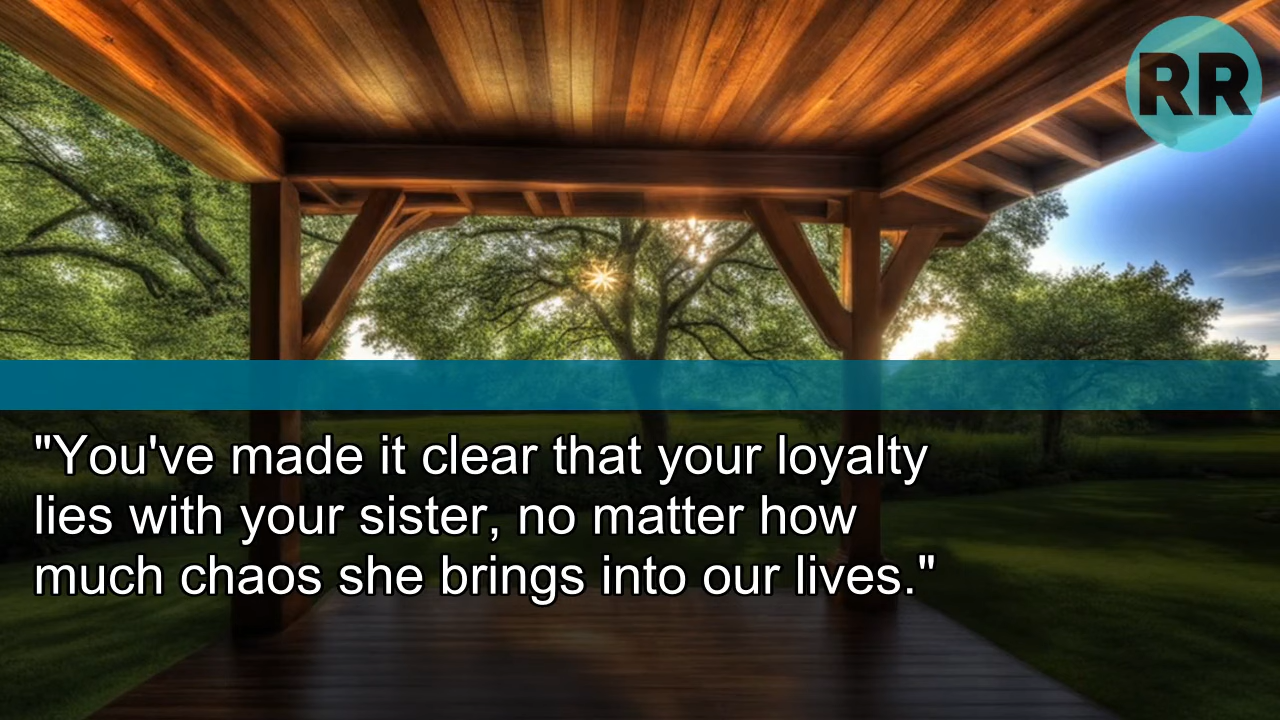 RR
"You've made it clear that your loyalty
lies with your sister, no matter how
much chaos she brings into our lives."